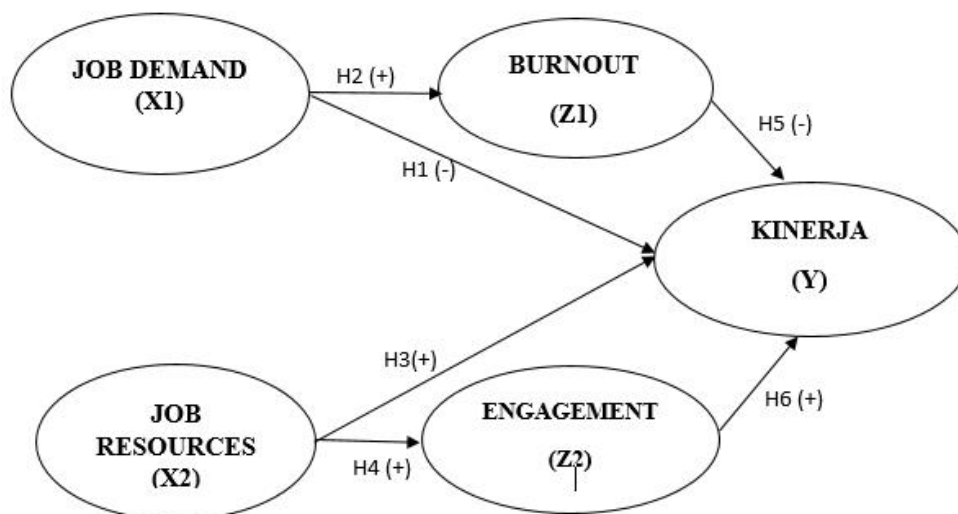 JOB DEMAND
(X1)
H2 (+)
BURNOUT
(Z1)
H5 (-)
H1 (-)
KINERJA
(Y)
H3(+)
JOB
RESOURCES
(X2)
H4 (+)
ENGAGEMENT
(Z2)
H6 (+)